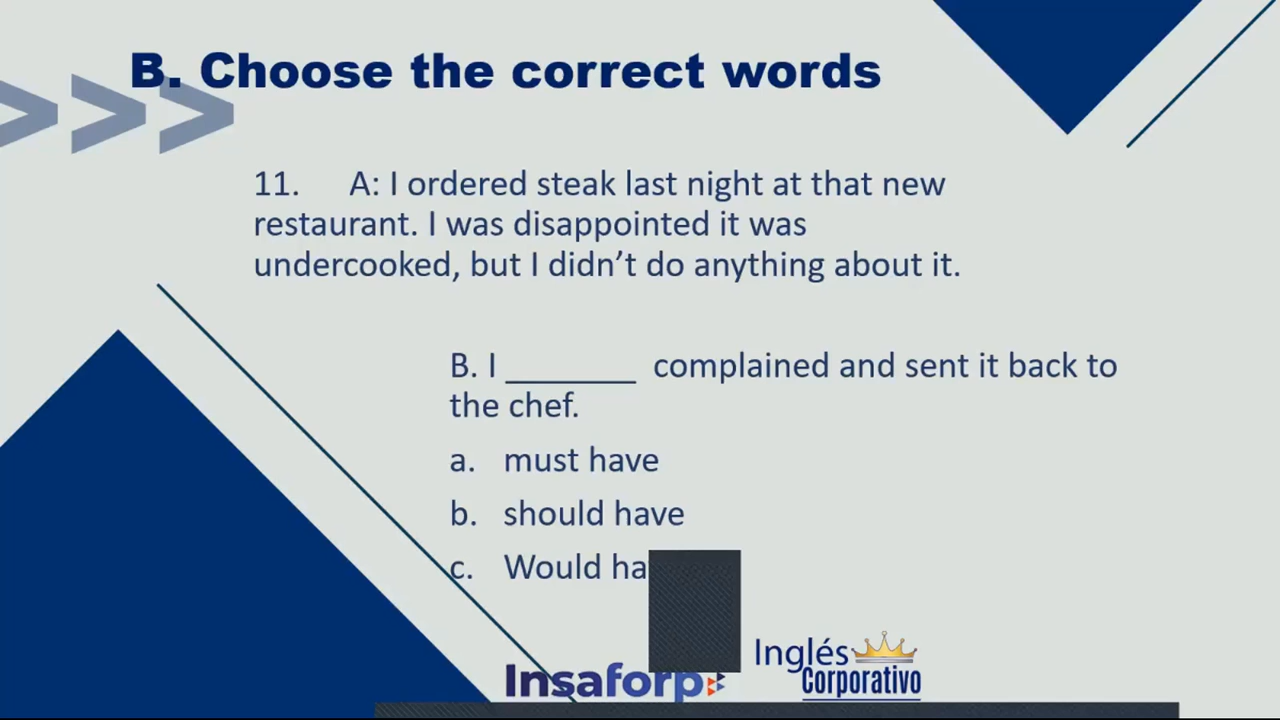 B. Choose the correct words
11. A: I ordered steak last night at that new
restaurant. I was disappointed it was
undercooked, but I didn't do anything about it.
B. I _______ complained and sent it back to
the chef.
a. must have
b. should have
c. Would ha
Insaforp
Inglés
Corporativo